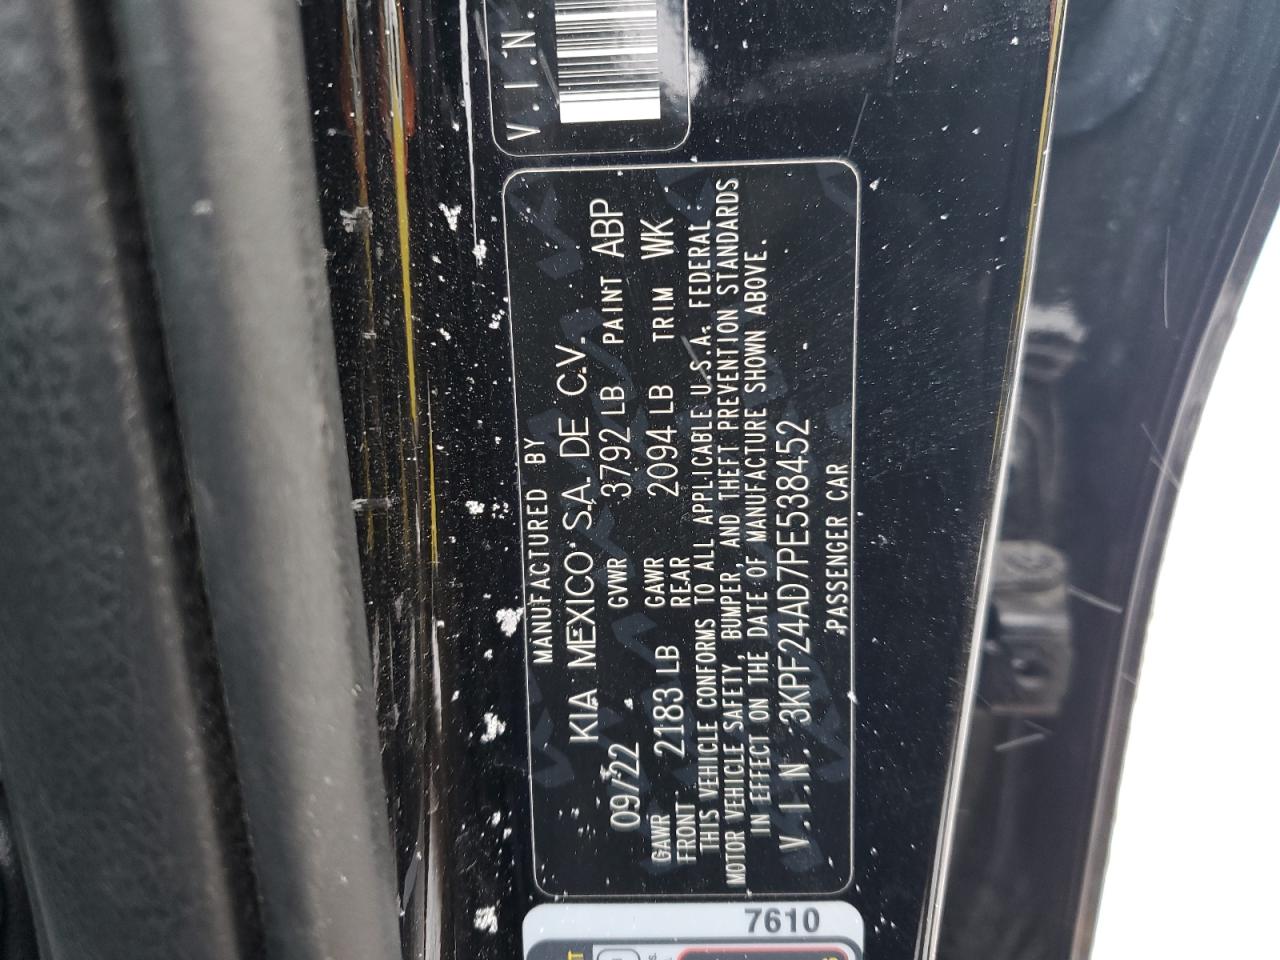 V.I.N.
MANUFACTURED BY
KIA MEXICO S.A. DE C.V.
09/22 GVWR 3792 LB PAINT ABP
GAWR FRONT 2183 LB GAWR REAR 2094 LB TRIM WK
THIS VEHICLE CONFORMS TO ALL APPLICABLE U.S.A. FEDERAL
MOTOR VEHICLE SAFETY, BUMPER, AND THEFT PREVENTION STANDARDS
IN EFFECT ON THE DATE OF MANUFACTURE SHOWN ABOVE.
V.I.N. 3KPF24AD7PE538452
PASSENGER CAR
7610